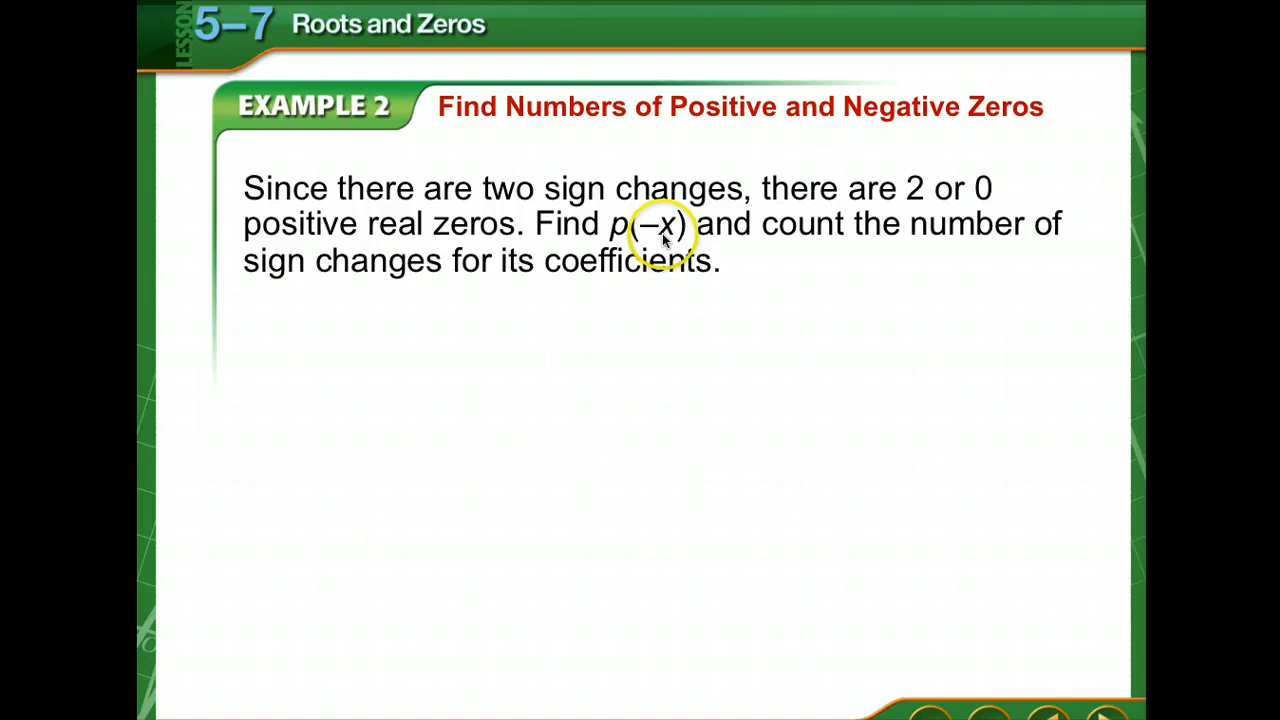 LESSON 5–7 Roots and Zeros
EXAMPLE 2 Find Numbers of Positive and Negative Zeros
Since there are two sign changes, there are 2 or 0
positive real zeros. Find p(–x) and count the number of
sign changes for its coefficients.